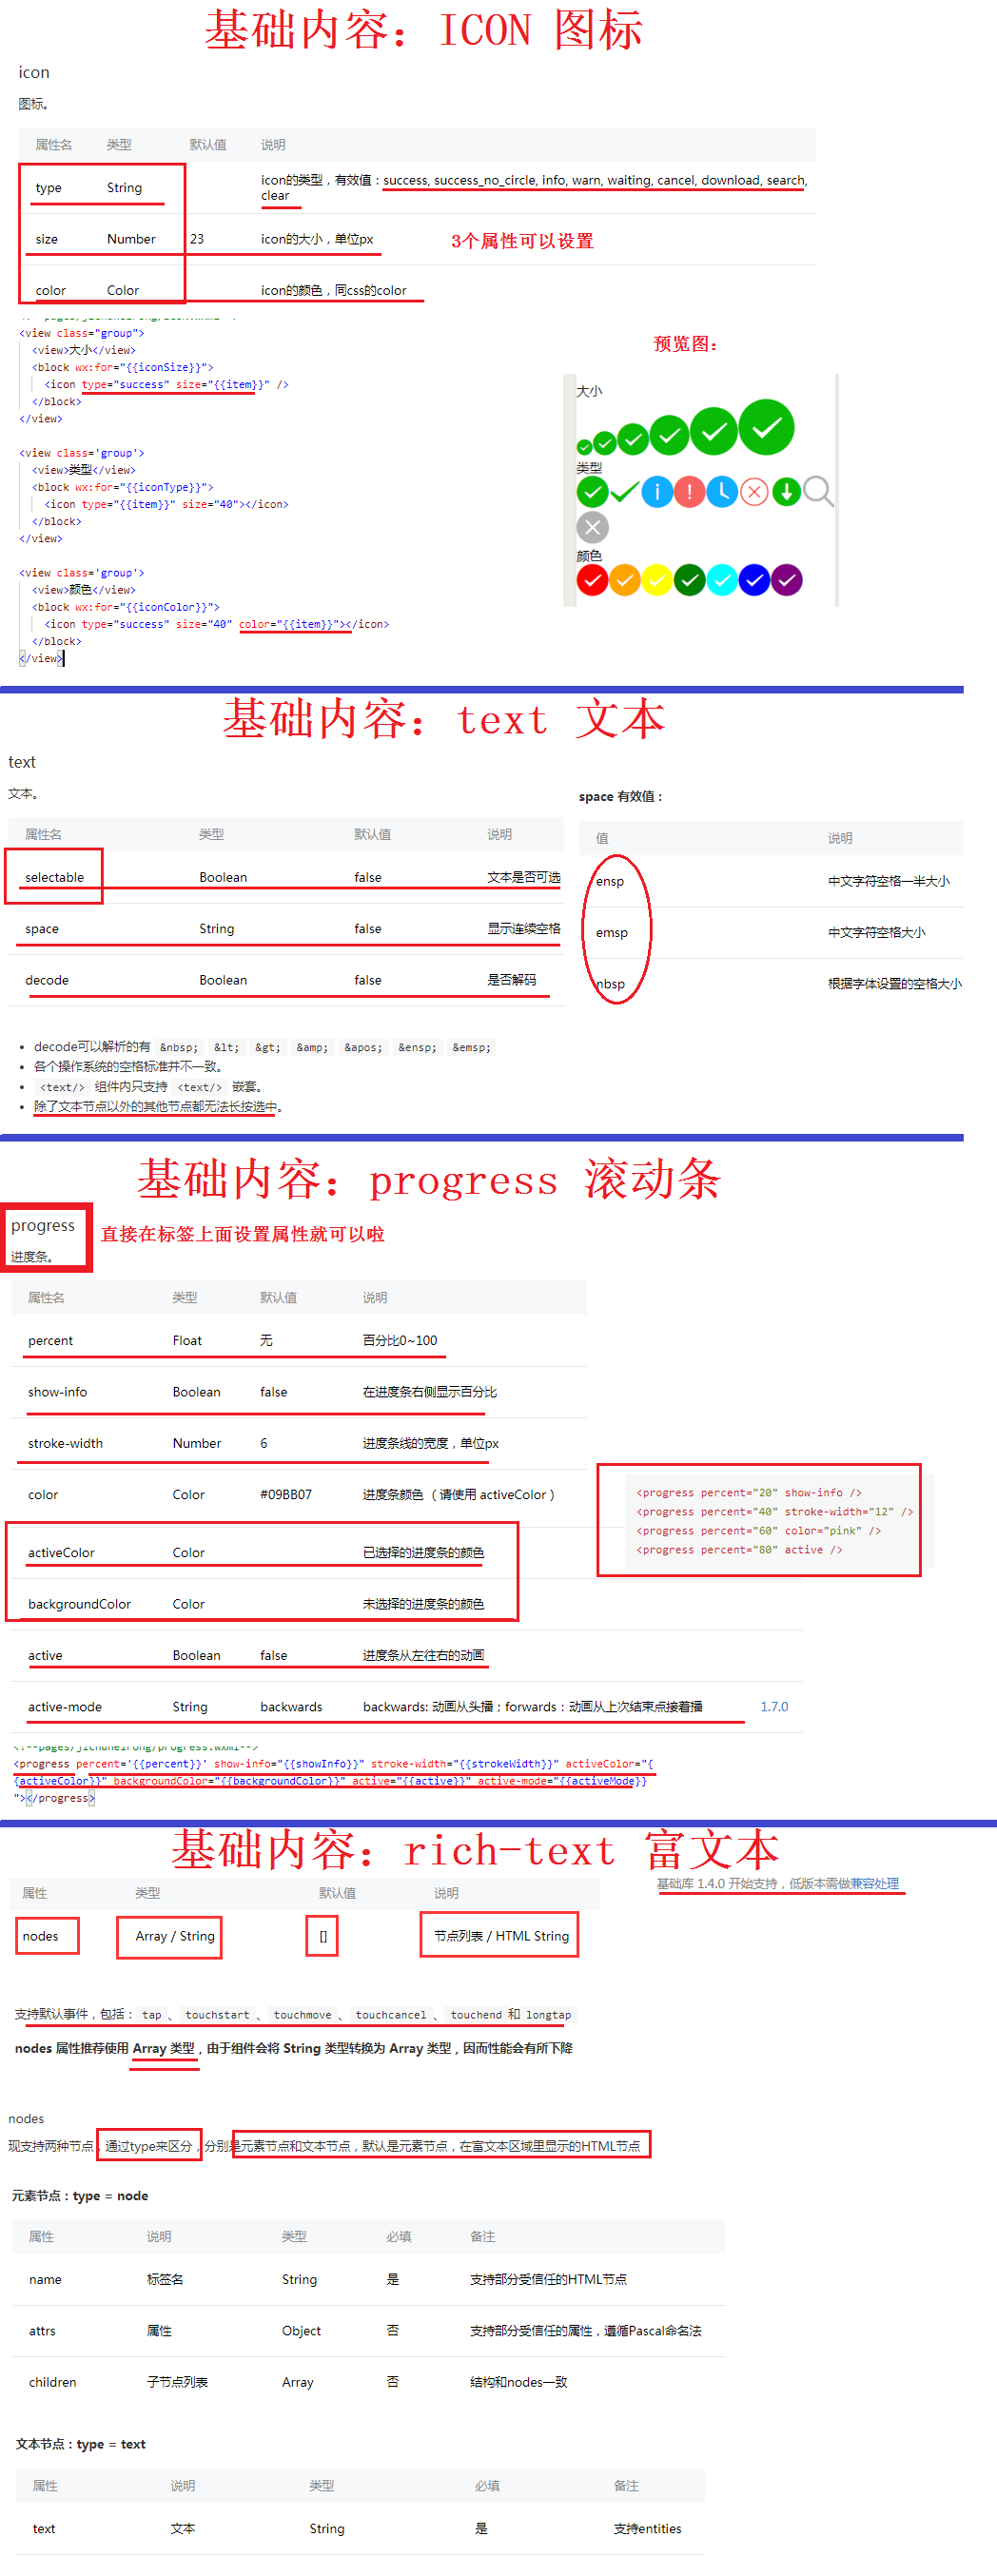 基础内容：ICON 图标
icon
图标。
属性名 类型 默认值 说明
type String icon的类型，有效值：success, success_no_circle, info, warn, waiting, cancel, download, search,
clear
size Number 23 icon的大小，单位px
3个属性可以设置
color Color icon的颜色，同css的color
<view class="group">
<view>大小</view>
<block wx:for="{{iconSize}}">
<icon type="success" size="{{item}}" />
</block>
</view>
<view class='group'>
<view>类型</view>
<block wx:for="{{iconType}}">
<icon type="{{item}}" size="40"></icon>
</block>
</view>
<view class='group'>
<view>颜色</view>
<block wx:for="{{iconColor}}">
<icon type="success" size="40" color="{{item}}"></icon>
</block>
</view>
预览图：
大小
类型
颜色
基础内容：text 文本
text
文本。
属性名 类型 默认值 说明
selectable Boolean false 文本是否可选
space String false 显示连续空格
decode Boolean false 是否解码
space 有效值：
值 说明
ensp 中文字符空格一半大小
emsp 中文字符空格大小
nbsp 根据字体设置的空格大小
• decode可以解析的有 &nbsp; &lt; &gt; &amp; &apos; &ensp; &emsp;
• 各个操作系统的空格标准并不一致。
• <text/> 组件内只支持 <text/> 嵌套。
• 除了文本节点以外的其他节点都无法长按选中。
基础内容：progress 滚动条
progress
进度条。
直接在标签上面设置属性就可以啦
属性名 类型 默认值 说明
percent Float 无 百分比0~100
show-info Boolean false 在进度条右侧显示百分比
stroke-width Number 6 进度条线的宽度，单位px
color Color #09BB07 进度条颜色 （请使用 activeColor）
activeColor Color 已选择的进度条的颜色
backgroundColor Color 未选择的进度条的颜色
active Boolean false 进度条从左往右的动画
active-mode String backwards backwards: 动画从头播；forwards：动画从上次结束点接着播 1.7.0
<progress percent="20" show-info />
<progress percent="40" stroke-width="12" />
<progress percent="60" color="pink" />
<progress percent="80" active />
<!--pages/jichuneirong/progress.wxml-->
<progress percent='{{percent}}' show-info="{{showInfo}}" stroke-width="{{strokeWidth}}" activeColor="{
{activeColor}}" backgroundColor="{{backgroundColor}}" active="{{active}}" active-mode="{{activeMode}}
"></progress>
基础内容：rich-text 富文本
基础库 1.4.0 开始支持，低版本需做兼容处理
属性 类型 默认值 说明
nodes Array / String [] 节点列表 / HTML String
支持默认事件，包括：tap 、 touchstart 、 touchmove 、 touchcancel 、 touchend 和 longtap
nodes 属性推荐使用 Array 类型，由于组件会将 String 类型转换为 Array 类型，因而性能会有所下降
nodes
现支持两种节点，通过type来区分，分别是元素节点和文本节点，默认是元素节点，在富文本区域里显示的HTML节点
元素节点：type = node
属性 说明 类型 必填 备注
name 标签名 String 是 支持部分受信任的HTML节点
attrs 属性 Object 否 支持部分受信任的属性，遵循Pascal命名法
children 子节点列表 Array 否 结构和nodes一致
文本节点：type = text
属性 说明 类型 必填 备注
text 文本 String 是 支持entities